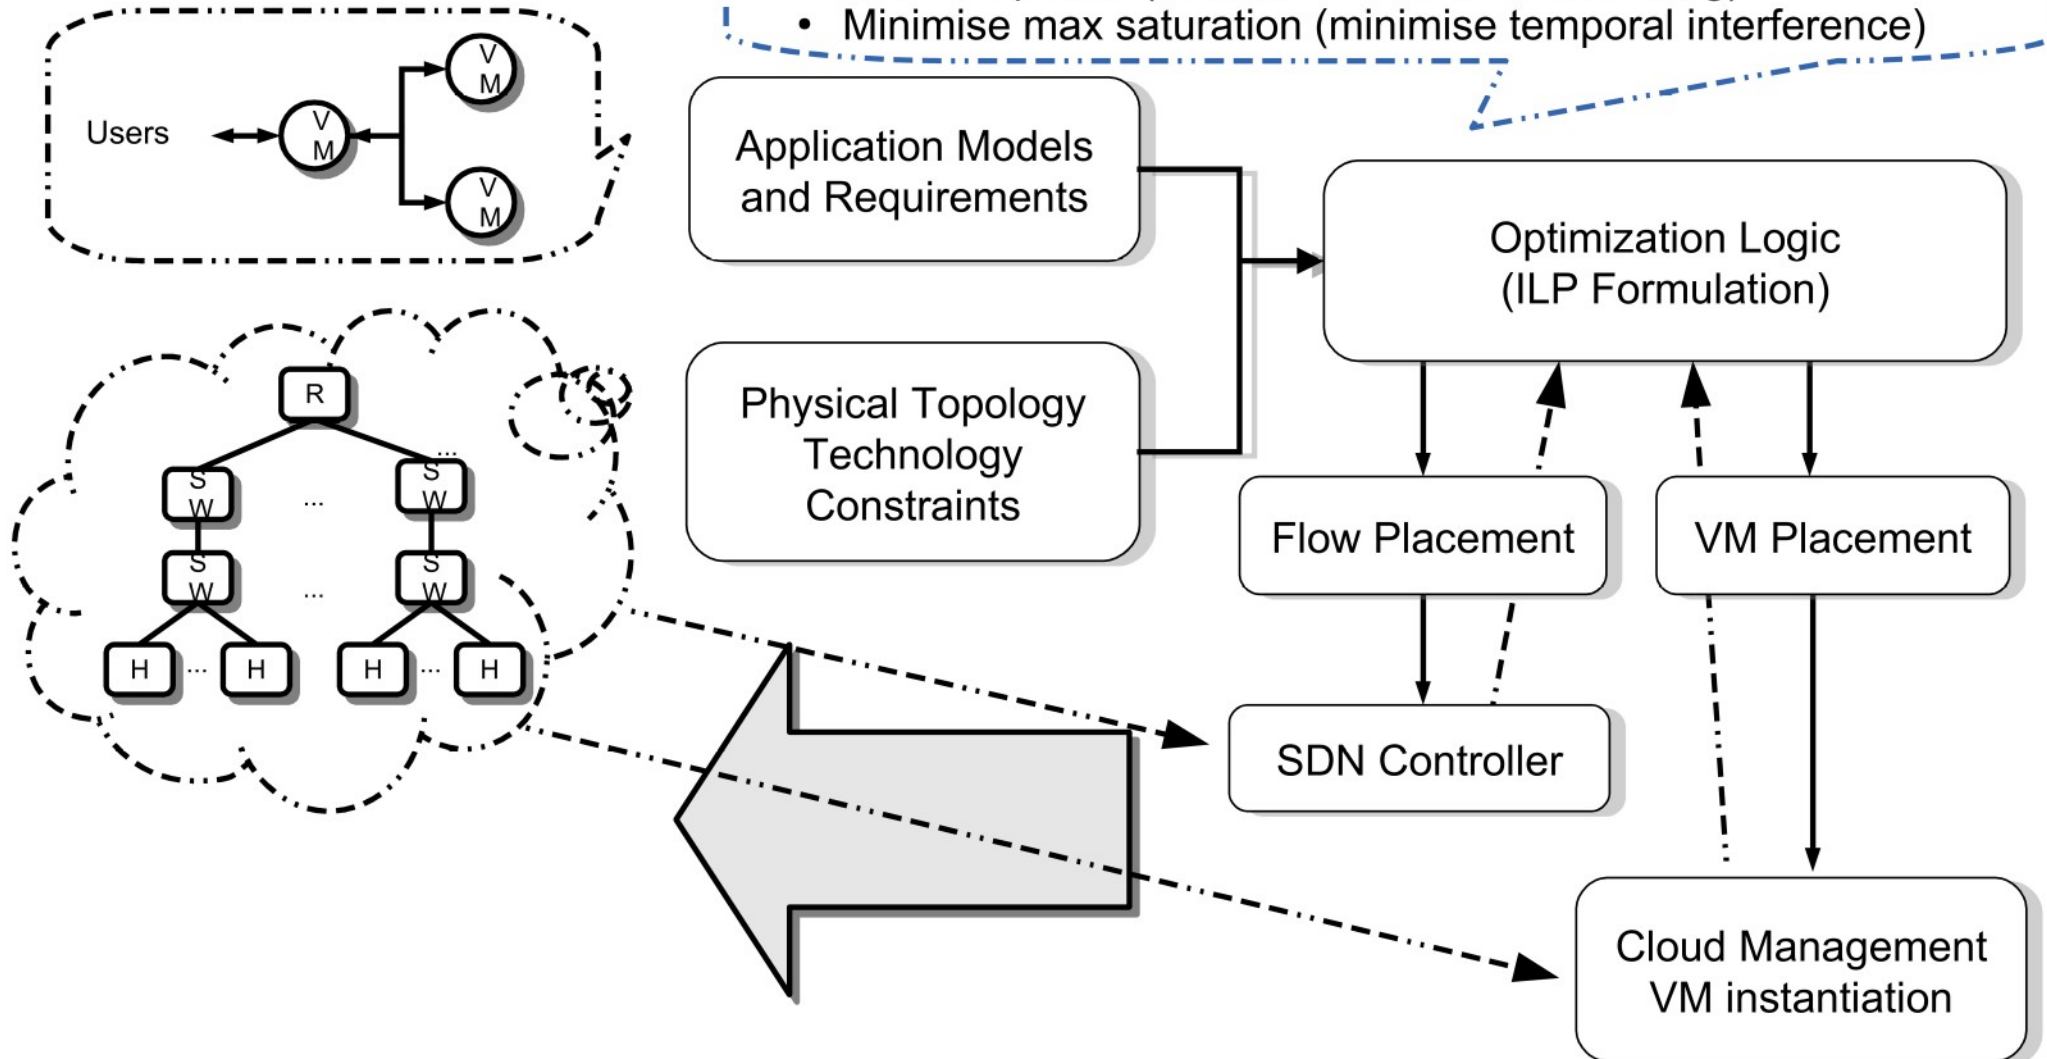 • Minimise max saturation (minimise temporal interference)
V
M
Users
V
M
V
M
Application Models
and Requirements
Optimization Logic
(ILP Formulation)
Physical Topology
Technology
Constraints
R
...
S
W
...
S
W
S
W
...
S
W
H
...
H
H
...
H
Flow Placement
VM Placement
SDN Controller
Cloud Management
VM instantiation